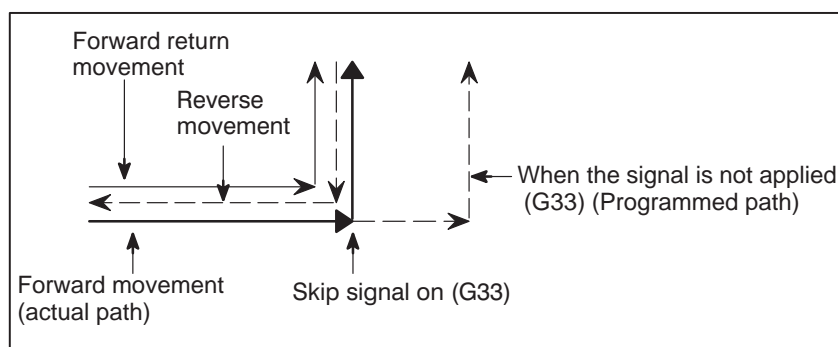 Forward return
movement
Reverse
movement
When the signal is not applied
(G33) (Programmed path)
Forward movement
(actual path)
Skip signal on (G33)